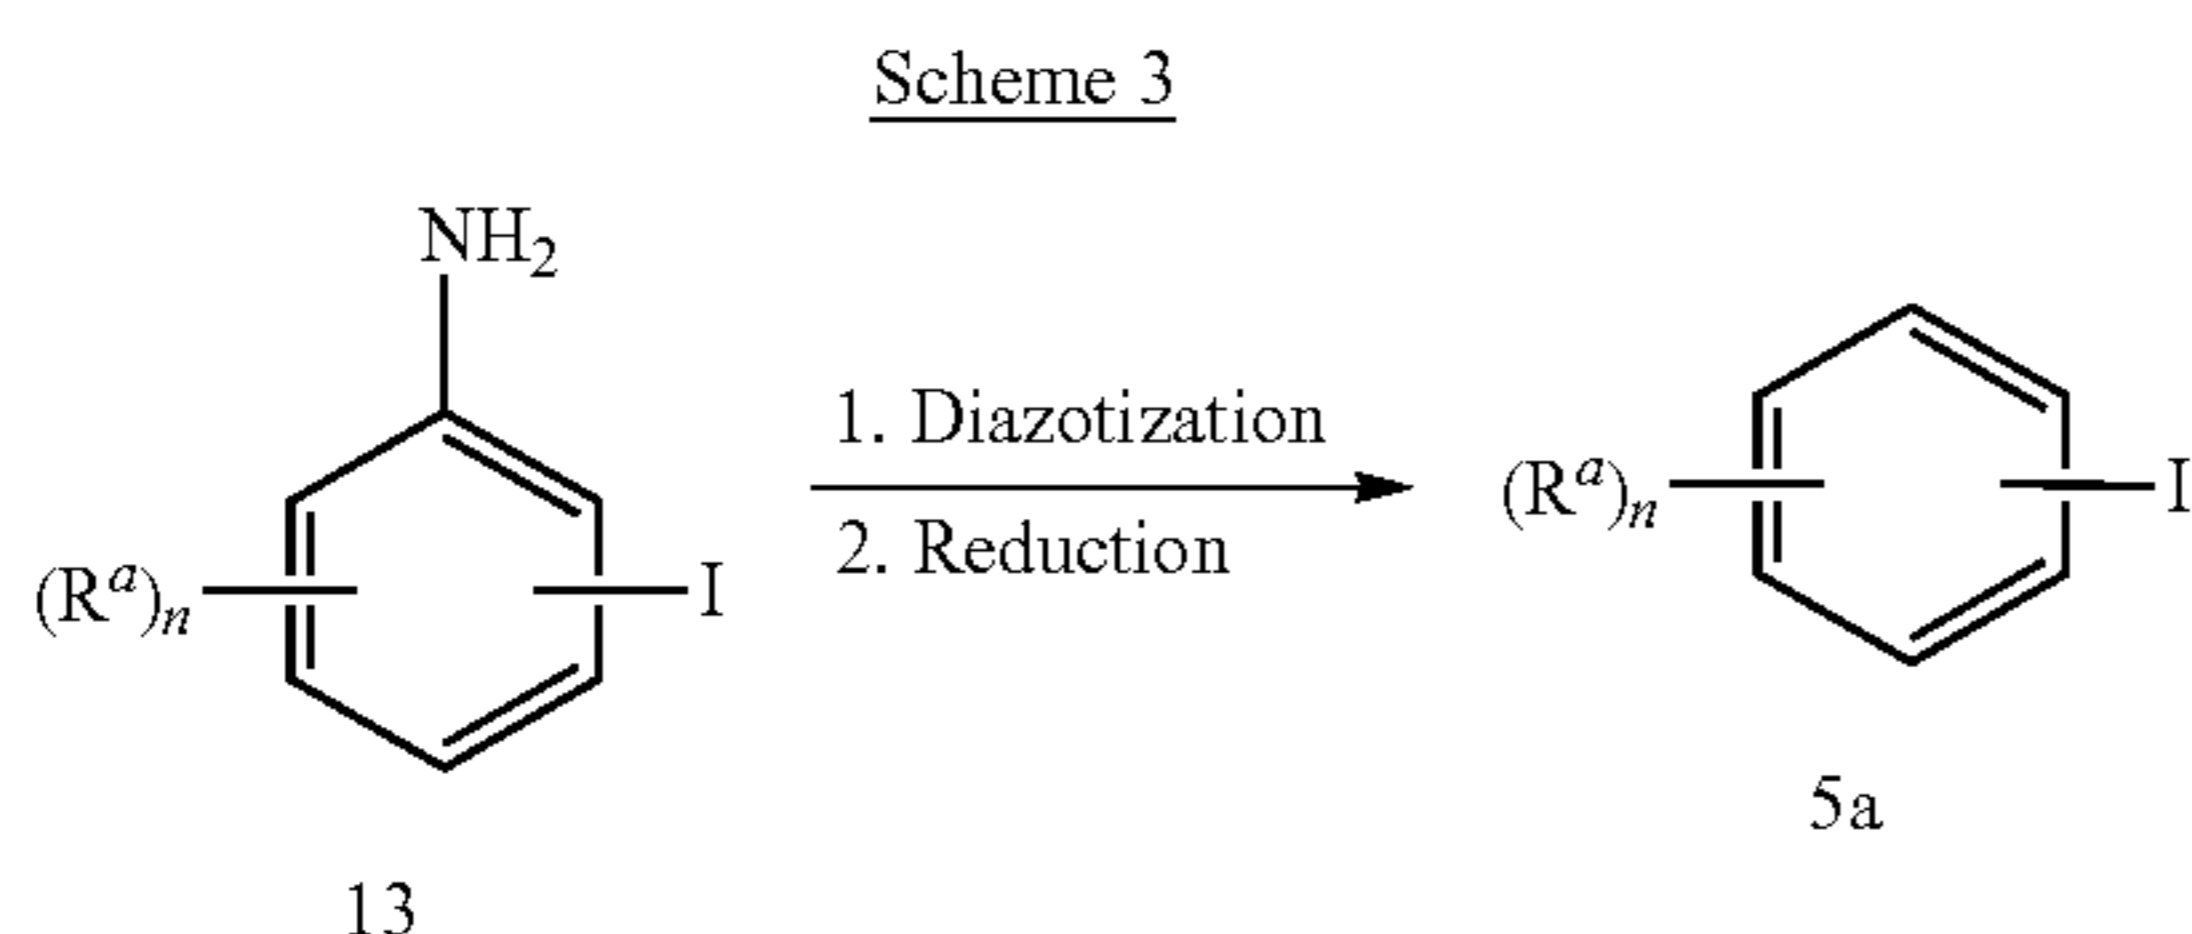 Scheme 3
NH₂
1. Diazotization
2. Reduction
(Rᵃ)ₙ
I
(Rᵃ)ₙ
I
5a
13